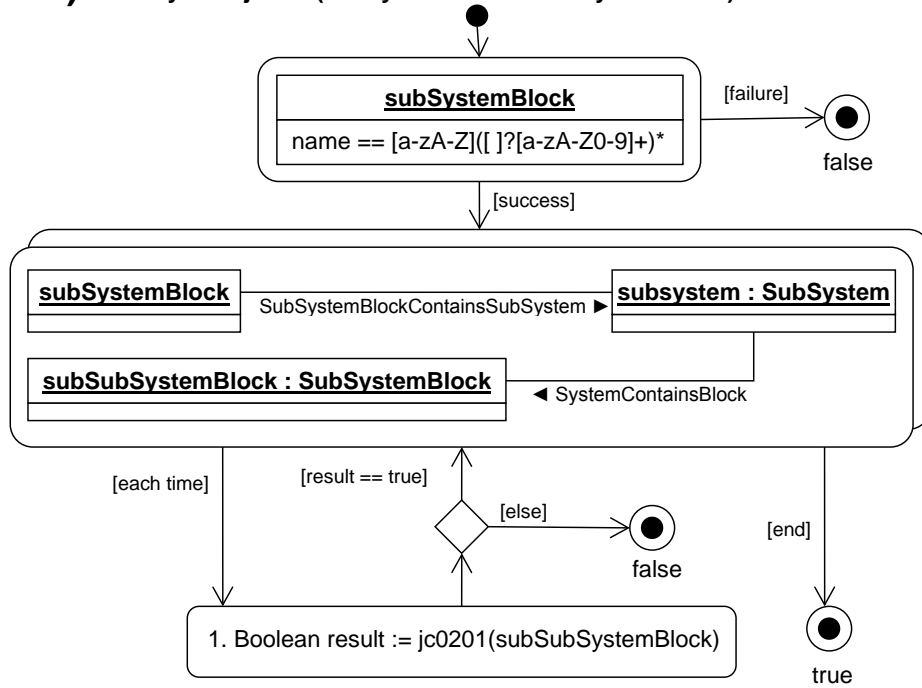 subSystemBlock
[failure]
name == [a-zA-Z]([ ]?[a-zA-Z0-9]+)*
false
[success]
subSystemBlock
subsystem : SubSystem
SubSystemBlockContainsSubSystem ►
subSubSystemBlock : SubSystemBlock
◄ SystemContainsBlock
[each time]
[result == true]
[else]
[end]
false
1. Boolean result := jc0201(subSubSystemBlock)
true